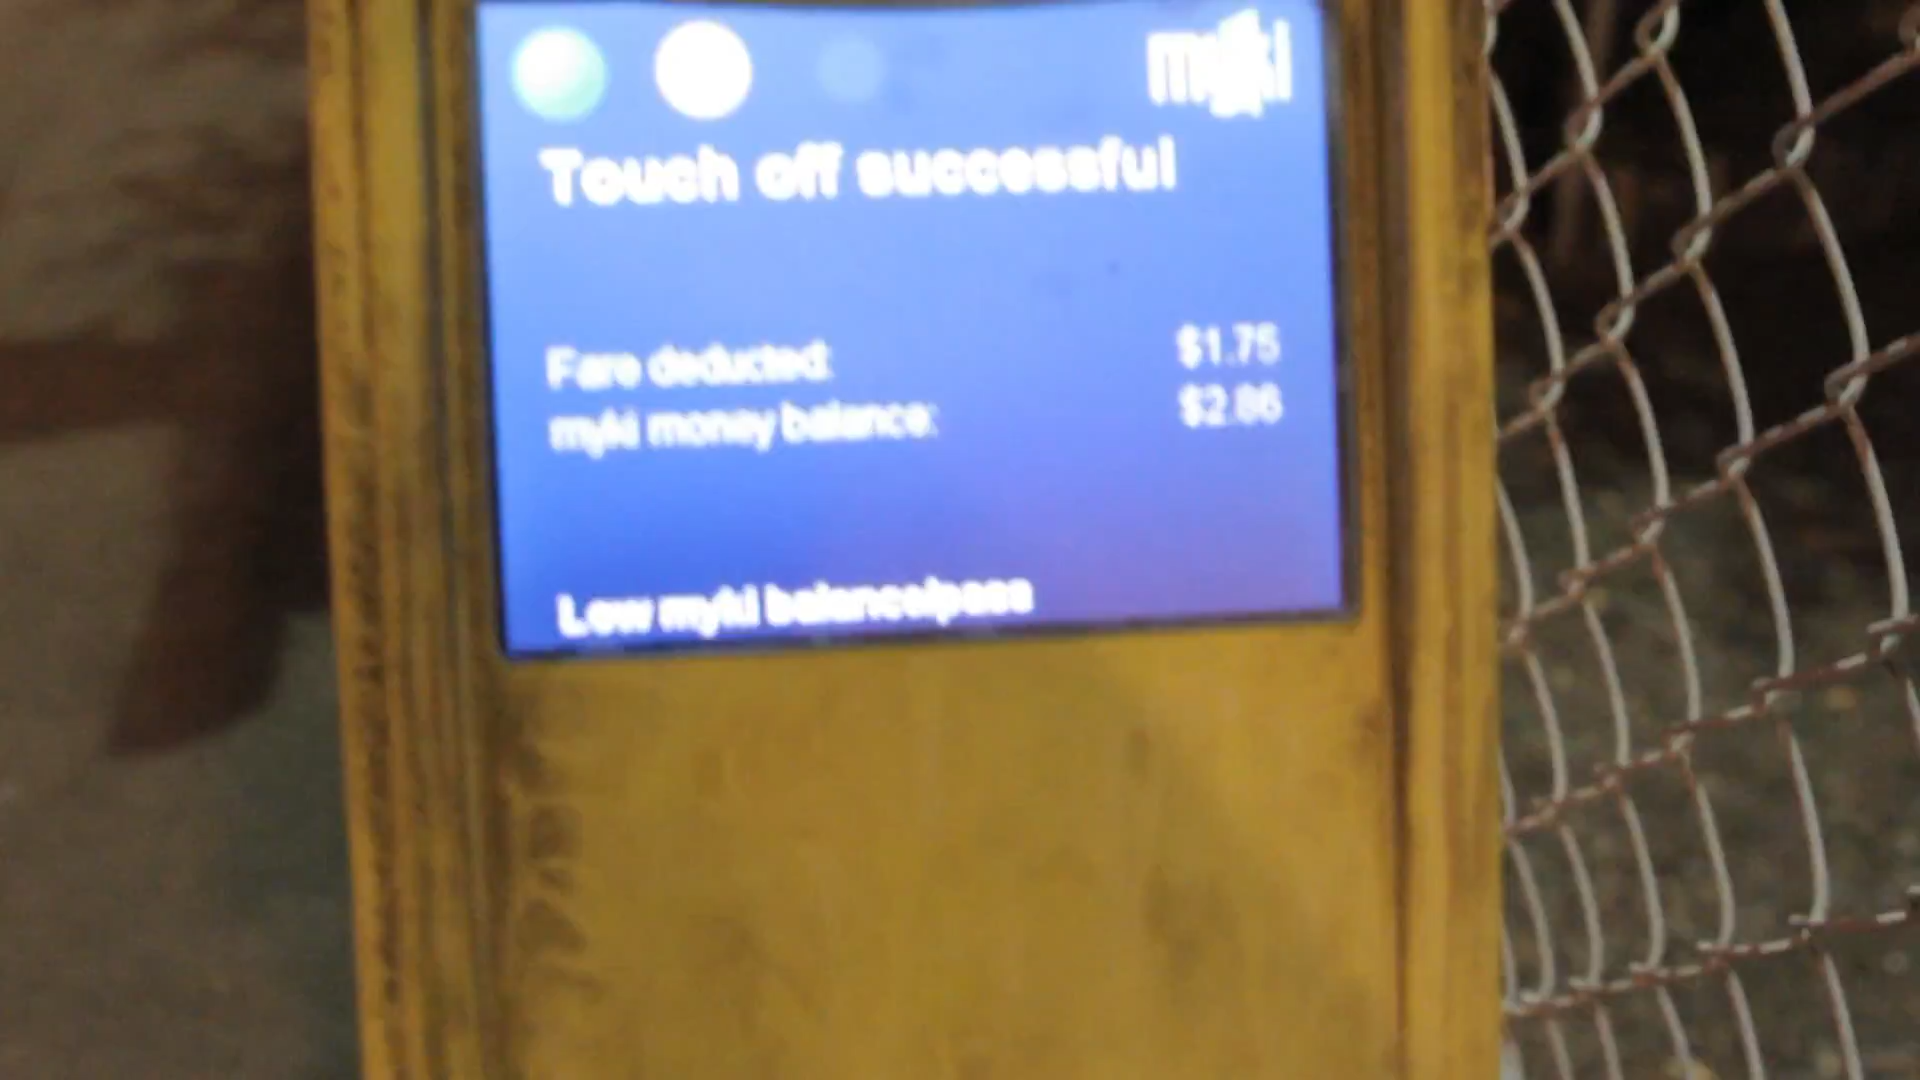 myki
Touch off successful
Fare deducted: $1.75
myki money balance: $2.86
Low myki balance/pass